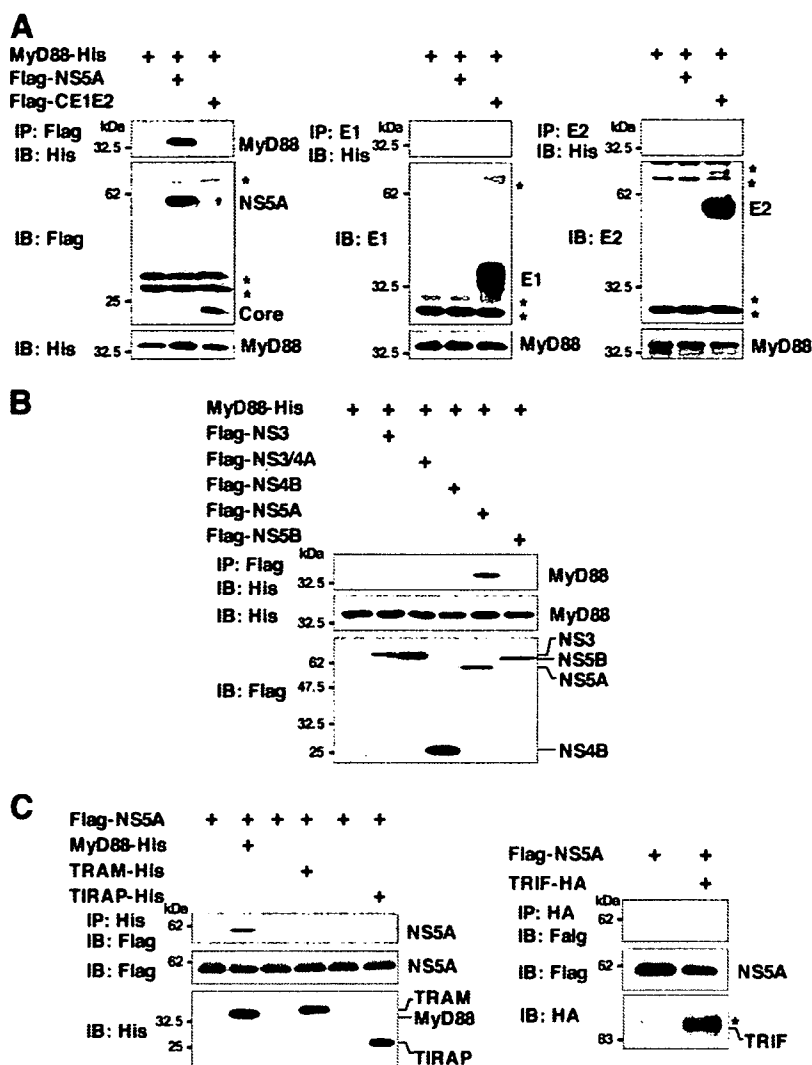 A
MyD88-His + + + + + + + + +
Flag-NS5A + + +
Flag-CE1E2 + + +
IP: Flag kDa IP: E1 kDa IP: E2 kDa
IB: His 32.5 MyD88 IB: His 32.5 IB: His 32.5
62 * NS5A 62 * 62 * * E2
IB: Flag IB: E1 E1 IB: E2
25 * * Core 32.5 * * 32.5 * *
IB: His 32.5 MyD88 32.5 MyD88 32.5 MyD88
B
MyD88-His + + + + + +
Flag-NS3 +
Flag-NS3/4A +
Flag-NS4B +
Flag-NS5A +
Flag-NS5B +
IP: Flag kDa MyD88
IB: His 32.5
IB: His MyD88
32.5
NS3
62 NS5B
IB: Flag 47.5 NS5A
32.5
25 NS4B
C
Flag-NS5A + + + + + +
MyD88-His +
TRAM-His +
TIRAP-His +
kDa
IP: His 62 NS5A
IB: Flag
IB: Flag 62 NS5A
TRAM
IB: His 32.5 MyD88
25 TIRAP
Flag-NS5A + +
TRIF-HA +
IP: HA kDa 62
IB: Falg
IB: Flag 62 NS5A
IB: HA *
83 TRIF